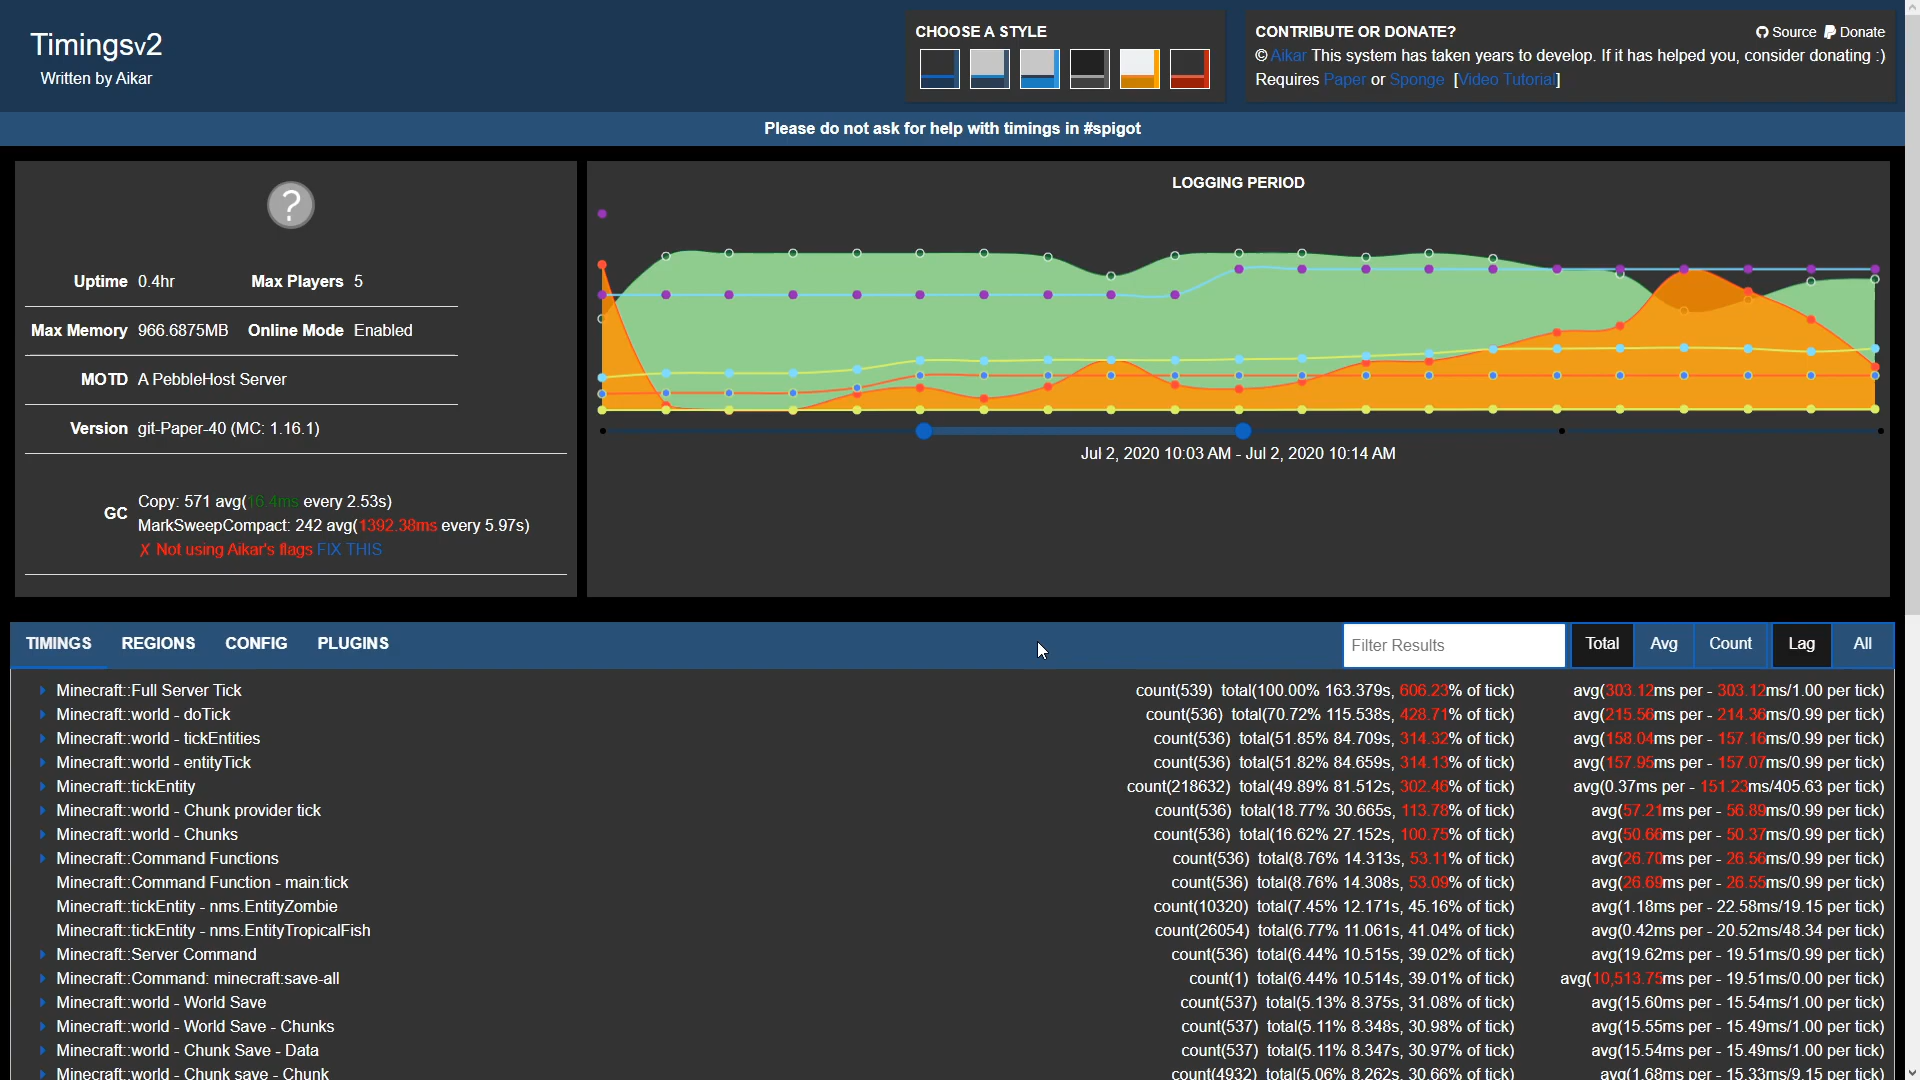 Timingsv2
Written by Aikar
CHOOSE A STYLE
CONTRIBUTE OR DONATE?
Source Donate
© Aikar This system has taken years to develop. If it has helped you, consider donating :)
Requires Paper or Sponge [Video Tutorial]
Please do not ask for help with timings in #spigot
?
Uptime 0.4hr Max Players 5
Max Memory 966.6875MB Online Mode Enabled
MOTD A PebbleHost Server
Version git-Paper-40 (MC: 1.16.1)
GC
Copy: 571 avg(16.4ms every 2.53s)
MarkSweepCompact: 242 avg(1392.38ms every 5.97s)
✗ Not using Aikar's flags FIX THIS
LOGGING PERIOD
Jul 2, 2020 10:03 AM - Jul 2, 2020 10:14 AM
TIMINGS REGIONS CONFIG PLUGINS
Filter Results Total Avg Count Lag All
Minecraft::Full Server Tick count(539) total(100.00% 163.379s, 606.23% of tick) avg(303.12ms per - 303.12ms/1.00 per tick)
Minecraft::world - doTick count(536) total(70.72% 115.538s, 428.71% of tick) avg(215.56ms per - 214.36ms/0.99 per tick)
Minecraft::world - tickEntities count(536) total(51.85% 84.709s, 314.32% of tick) avg(158.04ms per - 157.16ms/0.99 per tick)
Minecraft::world - entityTick count(536) total(51.82% 84.659s, 314.13% of tick) avg(157.95ms per - 157.07ms/0.99 per tick)
Minecraft::tickEntity count(218632) total(49.89% 81.512s, 302.46% of tick) avg(0.37ms per - 151.23ms/405.63 per tick)
Minecraft::world - Chunk provider tick count(536) total(18.77% 30.665s, 113.78% of tick) avg(57.21ms per - 56.89ms/0.99 per tick)
Minecraft::world - Chunks count(536) total(16.62% 27.152s, 100.75% of tick) avg(50.66ms per - 50.37ms/0.99 per tick)
Minecraft::Command Functions count(536) total(8.76% 14.313s, 53.11% of tick) avg(26.70ms per - 26.56ms/0.99 per tick)
Minecraft::Command Function - main:tick count(536) total(8.76% 14.308s, 53.09% of tick) avg(26.69ms per - 26.55ms/0.99 per tick)
Minecraft::tickEntity - nms.EntityZombie count(10320) total(7.45% 12.171s, 45.16% of tick) avg(1.18ms per - 22.58ms/19.15 per tick)
Minecraft::tickEntity - nms.EntityTropicalFish count(26054) total(6.77% 11.061s, 41.04% of tick) avg(0.42ms per - 20.52ms/48.34 per tick)
Minecraft::Server Command count(536) total(6.44% 10.515s, 39.02% of tick) avg(19.62ms per - 19.51ms/0.99 per tick)
Minecraft::Command: minecraft:save-all count(1) total(6.44% 10.514s, 39.01% of tick) avg(10,513.75ms per - 19.51ms/0.00 per tick)
Minecraft::world - World Save count(537) total(5.13% 8.375s, 31.08% of tick) avg(15.60ms per - 15.54ms/1.00 per tick)
Minecraft::world - World Save - Chunks count(537) total(5.11% 8.348s, 30.98% of tick) avg(15.55ms per - 15.49ms/1.00 per tick)
Minecraft::world - Chunk Save - Data count(537) total(5.11% 8.347s, 30.97% of tick) avg(15.54ms per - 15.49ms/1.00 per tick)
Minecraft::world - Chunk save - Chunk count(4932) total(5.06% 8.262s, 30.66% of tick) avg(1.68ms per - 15.33ms/9.15 per tick)